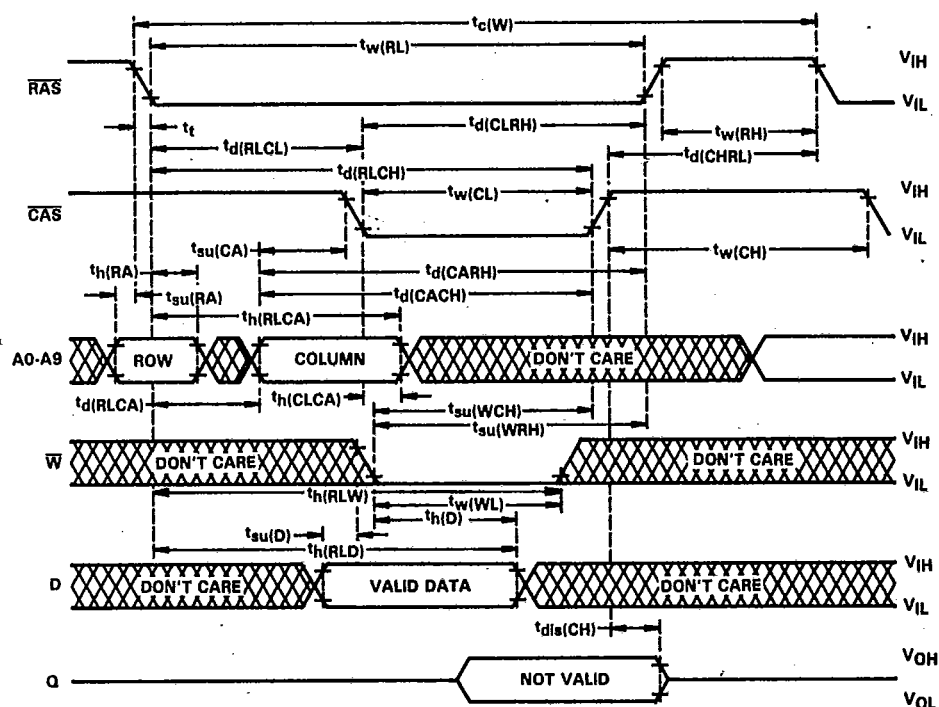 tc(W)
tw(RL)
VIH
RAS
VIL
tt
td(CLRH)
tw(RH)
td(RLCL)
td(CHRL)
td(RLCH)
tw(CL)
VIH
CAS
VIL
tsu(CA)
tw(CH)
th(RA)
td(CARH)
tsu(RA)
td(CACH)
th(RLCA)
VIH
A0-A9 ROW COLUMN DON'T CARE
VIL
td(RLCA) th(CLCA)
tsu(WCH)
tsu(WRH)
VIH
W DON'T CARE DON'T CARE
VIL
th(RLW)
tw(WL)
th(D)
tsu(D)
th(RLD)
VIH
D DON'T CARE VALID DATA DON'T CARE
VIL
tdis(CH)
VOH
Q NOT VALID
VOL